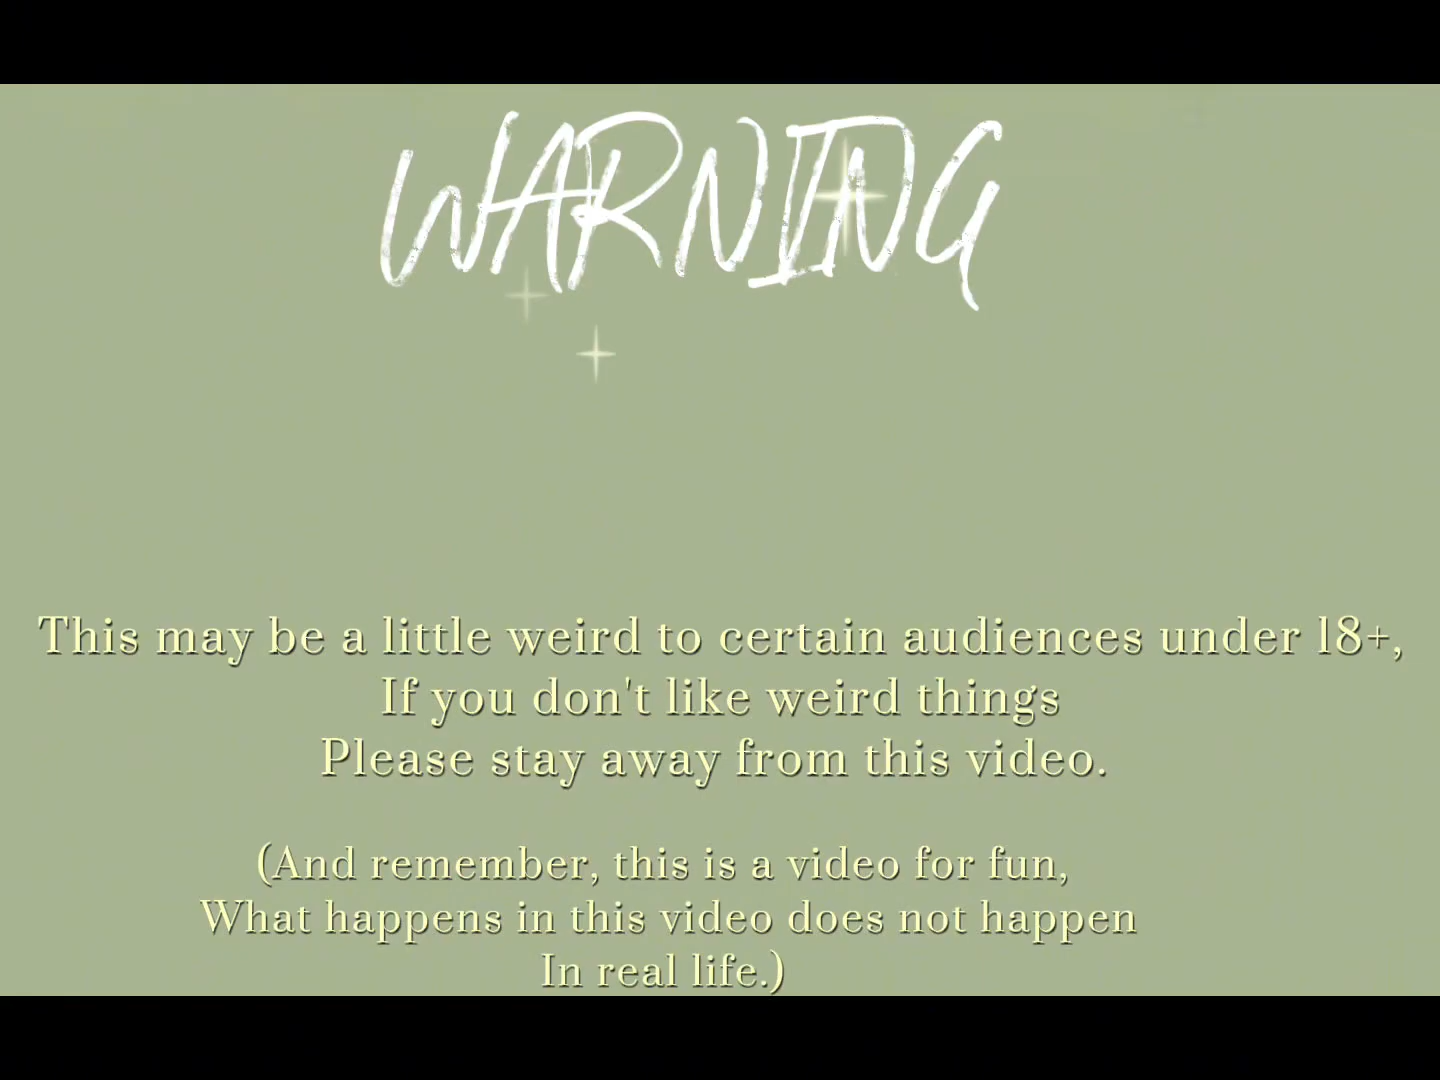 WARNING
This may be a little weird to certain audiences under 18+,
If you don't like weird things
Please stay away from this video.
(And remember, this is a video for fun,
What happens in this video does not happen
In real life.)